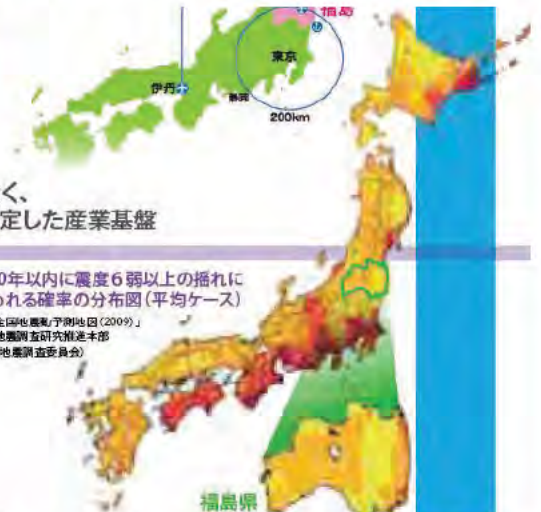 福島
東京
伊丹
静岡
200km
く、
定した産業基盤
0年以内に震度6弱以上の揺れに
われる確率の分布図(平均ケース)
全国地震動予測地図(2009)」
地震調査研究推進本部
地震調査委員会)
福島県